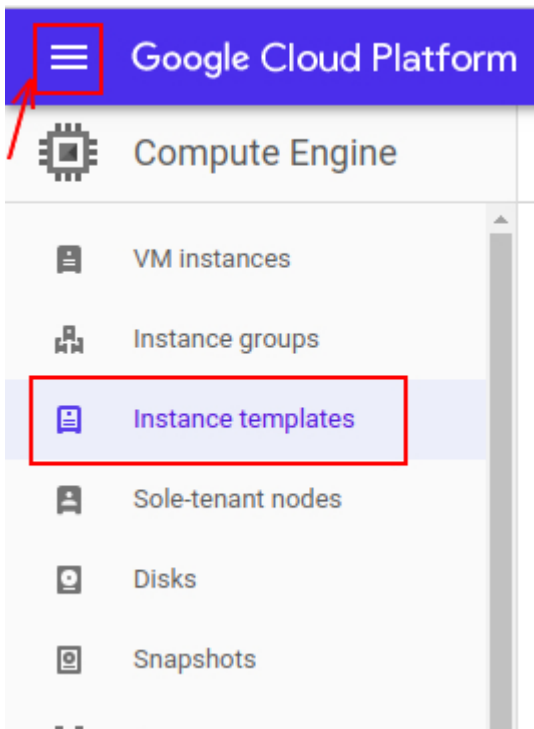 Google Cloud Platform
Compute Engine
VM instances
Instance groups
Instance templates
Sole-tenant nodes
Disks
Snapshots